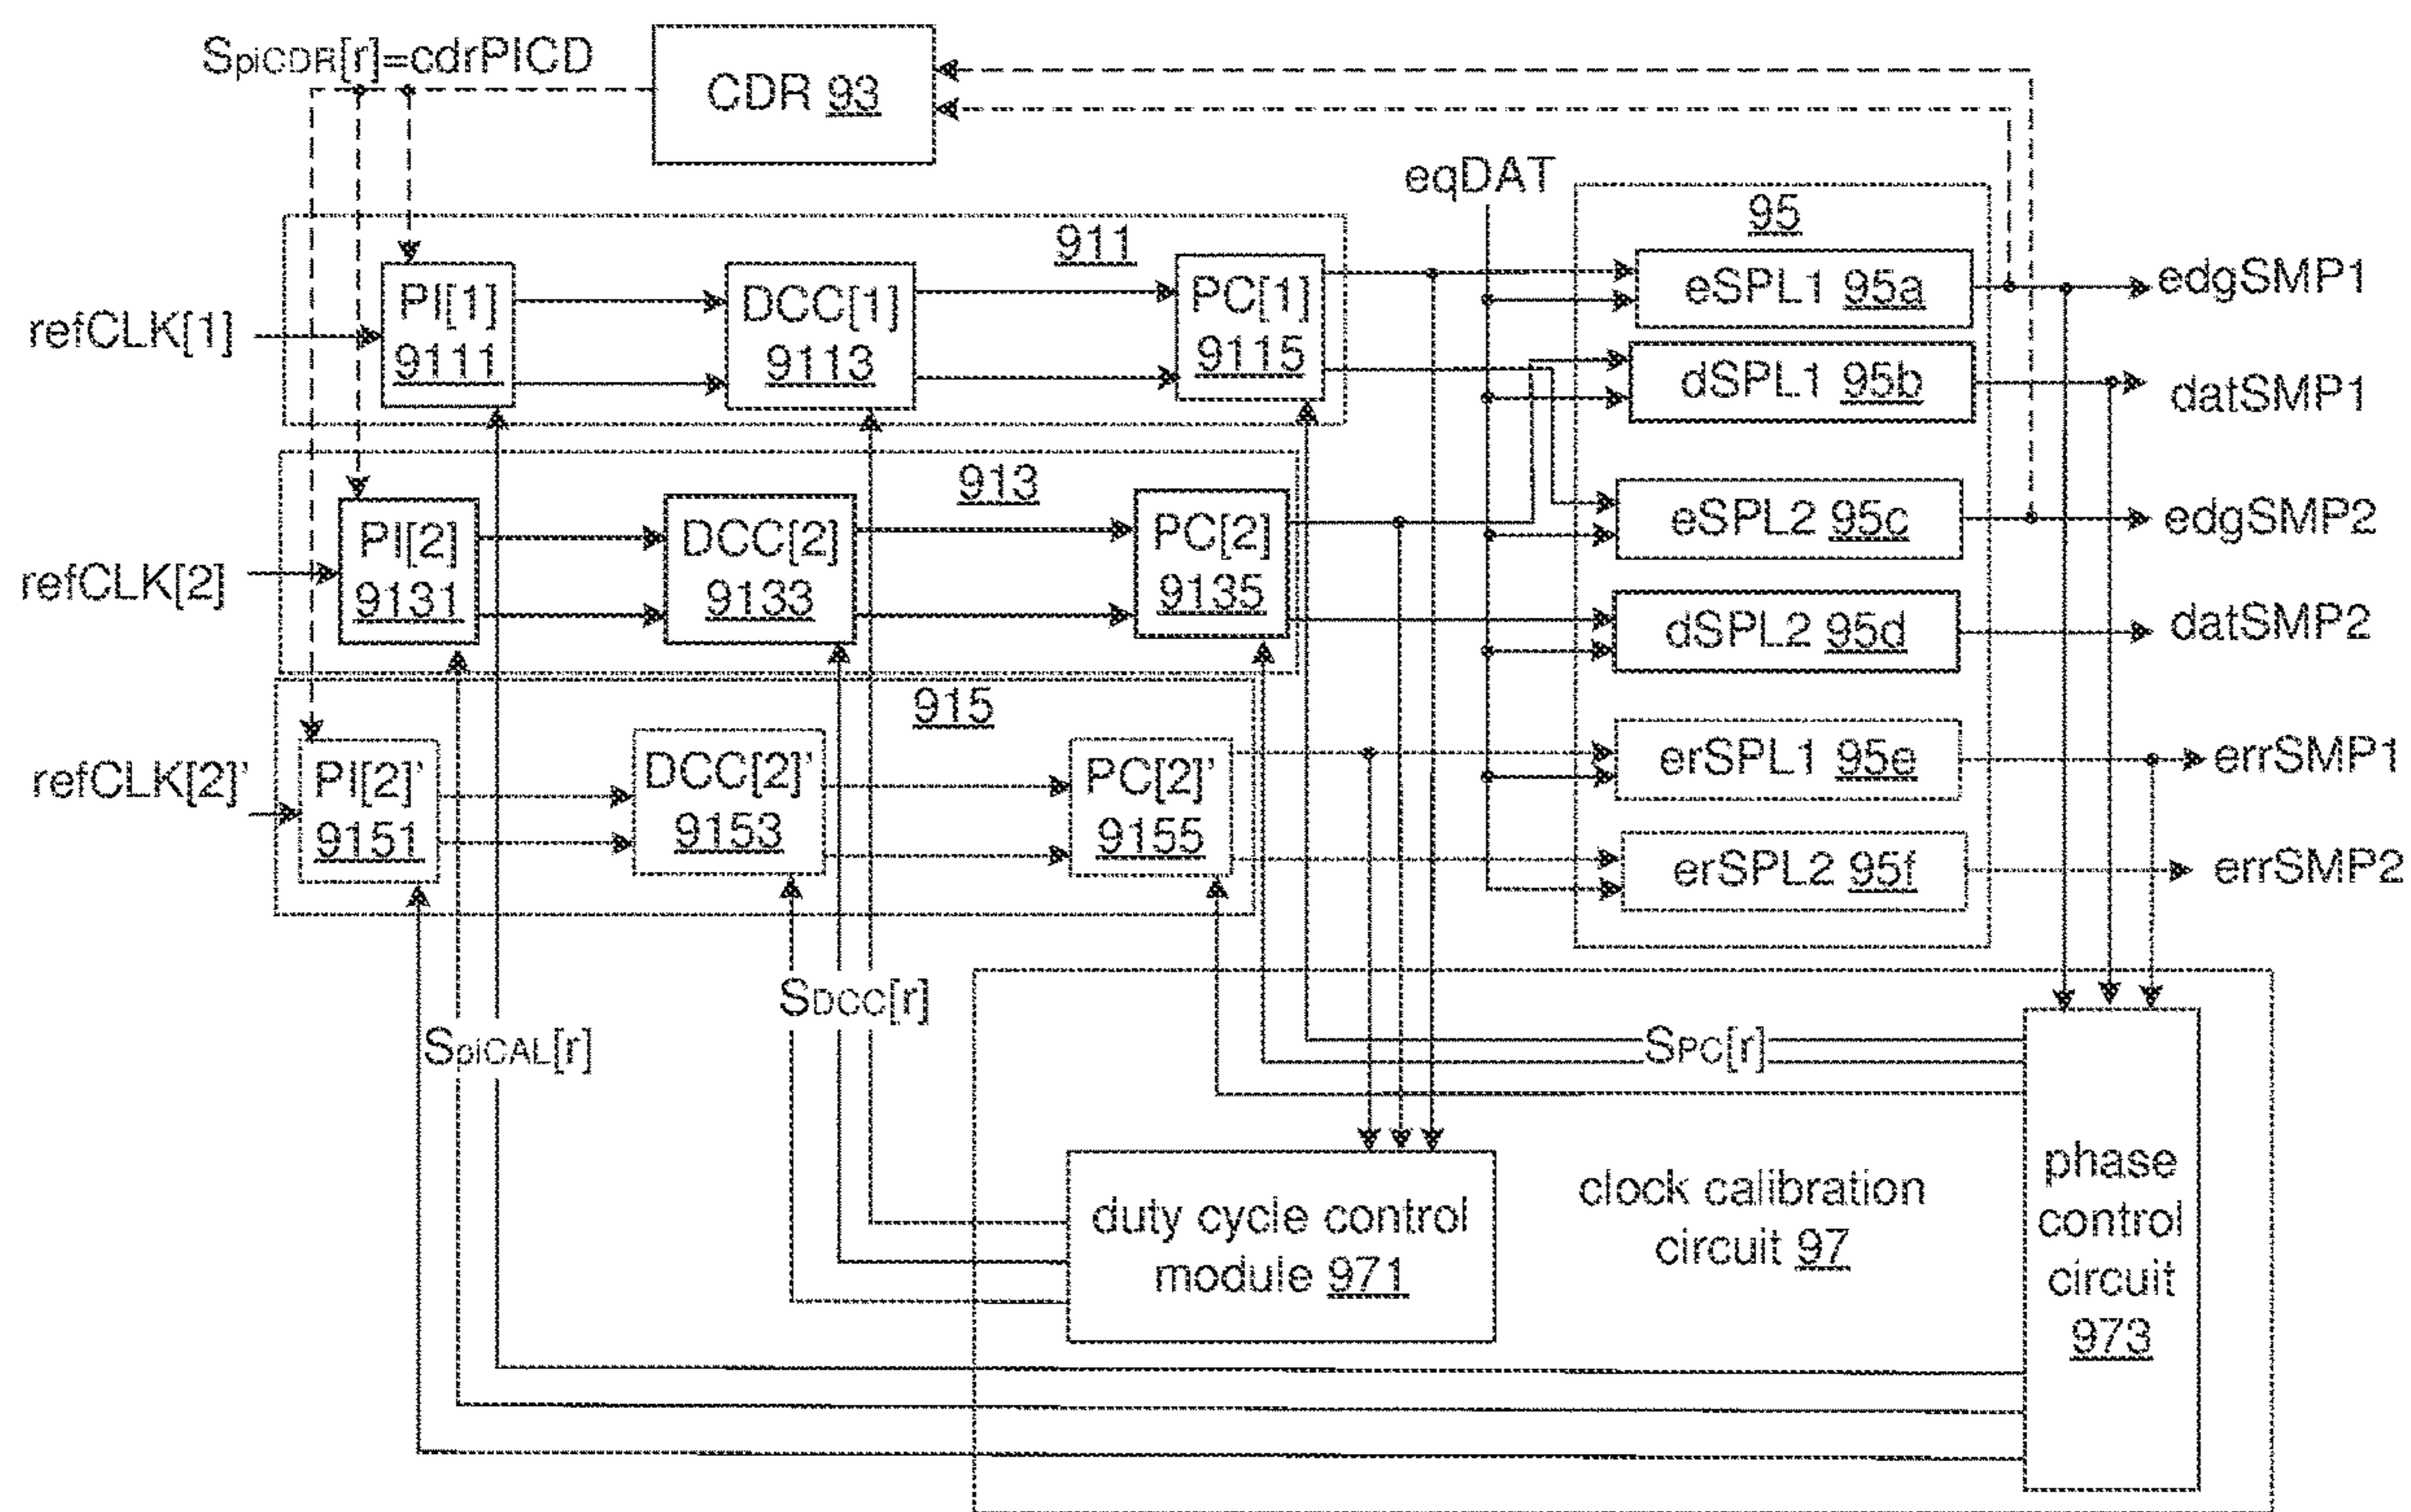 SpiCDR[r]=cdrPICD
CDR 93
eqDAT
95
911
PI[1]
9111
DCC[1]
9113
PC[1]
9115
refCLK[1]
eSPL1 95a
edgSMP1
dSPL1 95b
datSMP1
913
PI[2]
9131
DCC[2]
9133
PC[2]
9135
refCLK[2]
eSPL2 95c
edgSMP2
dSPL2 95d
datSMP2
915
PI[2]'
9151
DCC[2]'
9153
PC[2]'
9155
refCLK[2]'
erSPL1 95e
errSMP1
erSPL2 95f
errSMP2
SDCC[r]
SpiCAL[r]
SPC[r]
duty cycle control
module 971
clock calibration
circuit 97
phase
control
circuit
973